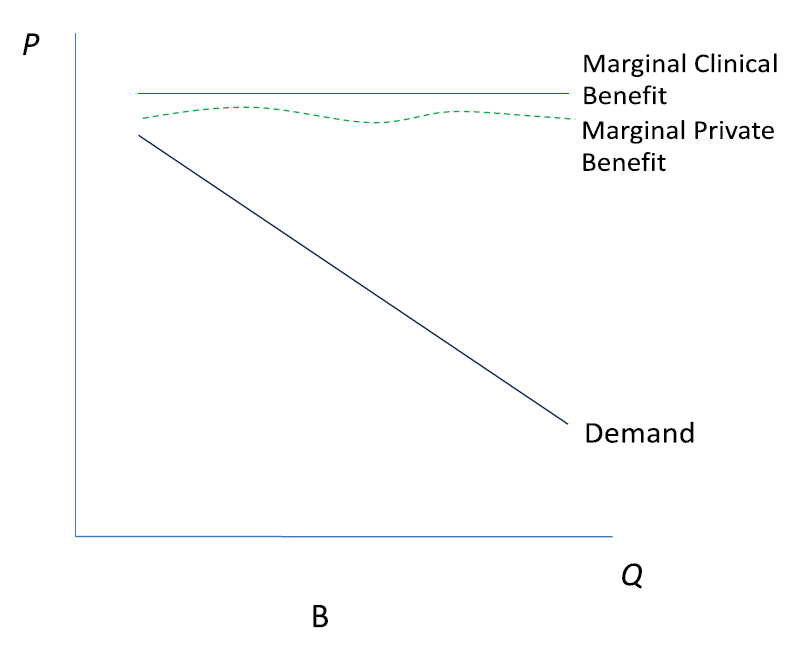 P
Marginal Clinical
Benefit
Marginal Private
Benefit
Demand
Q
B